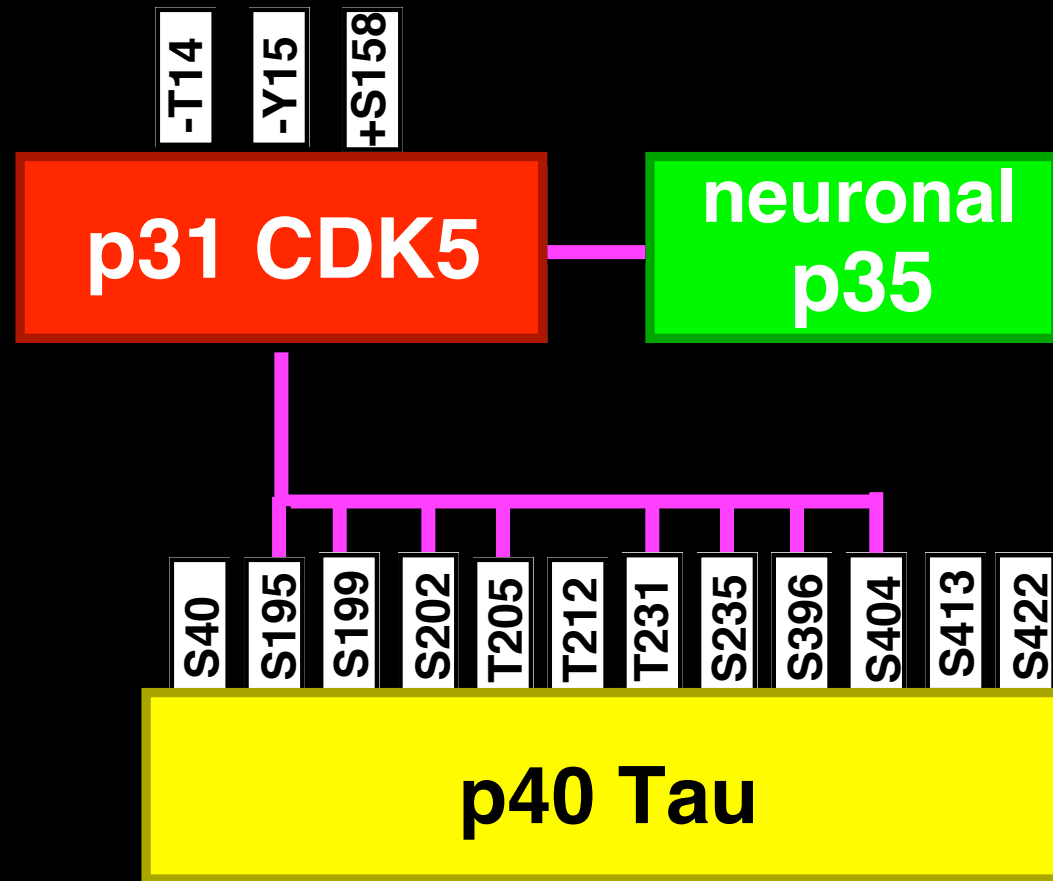 -T14
-Y15
+S158
p31 CDK5
neuronal
p35
S40
S195
S199
S202
T205
T212
T231
S235
S396
S404
S413
S422
p40 Tau